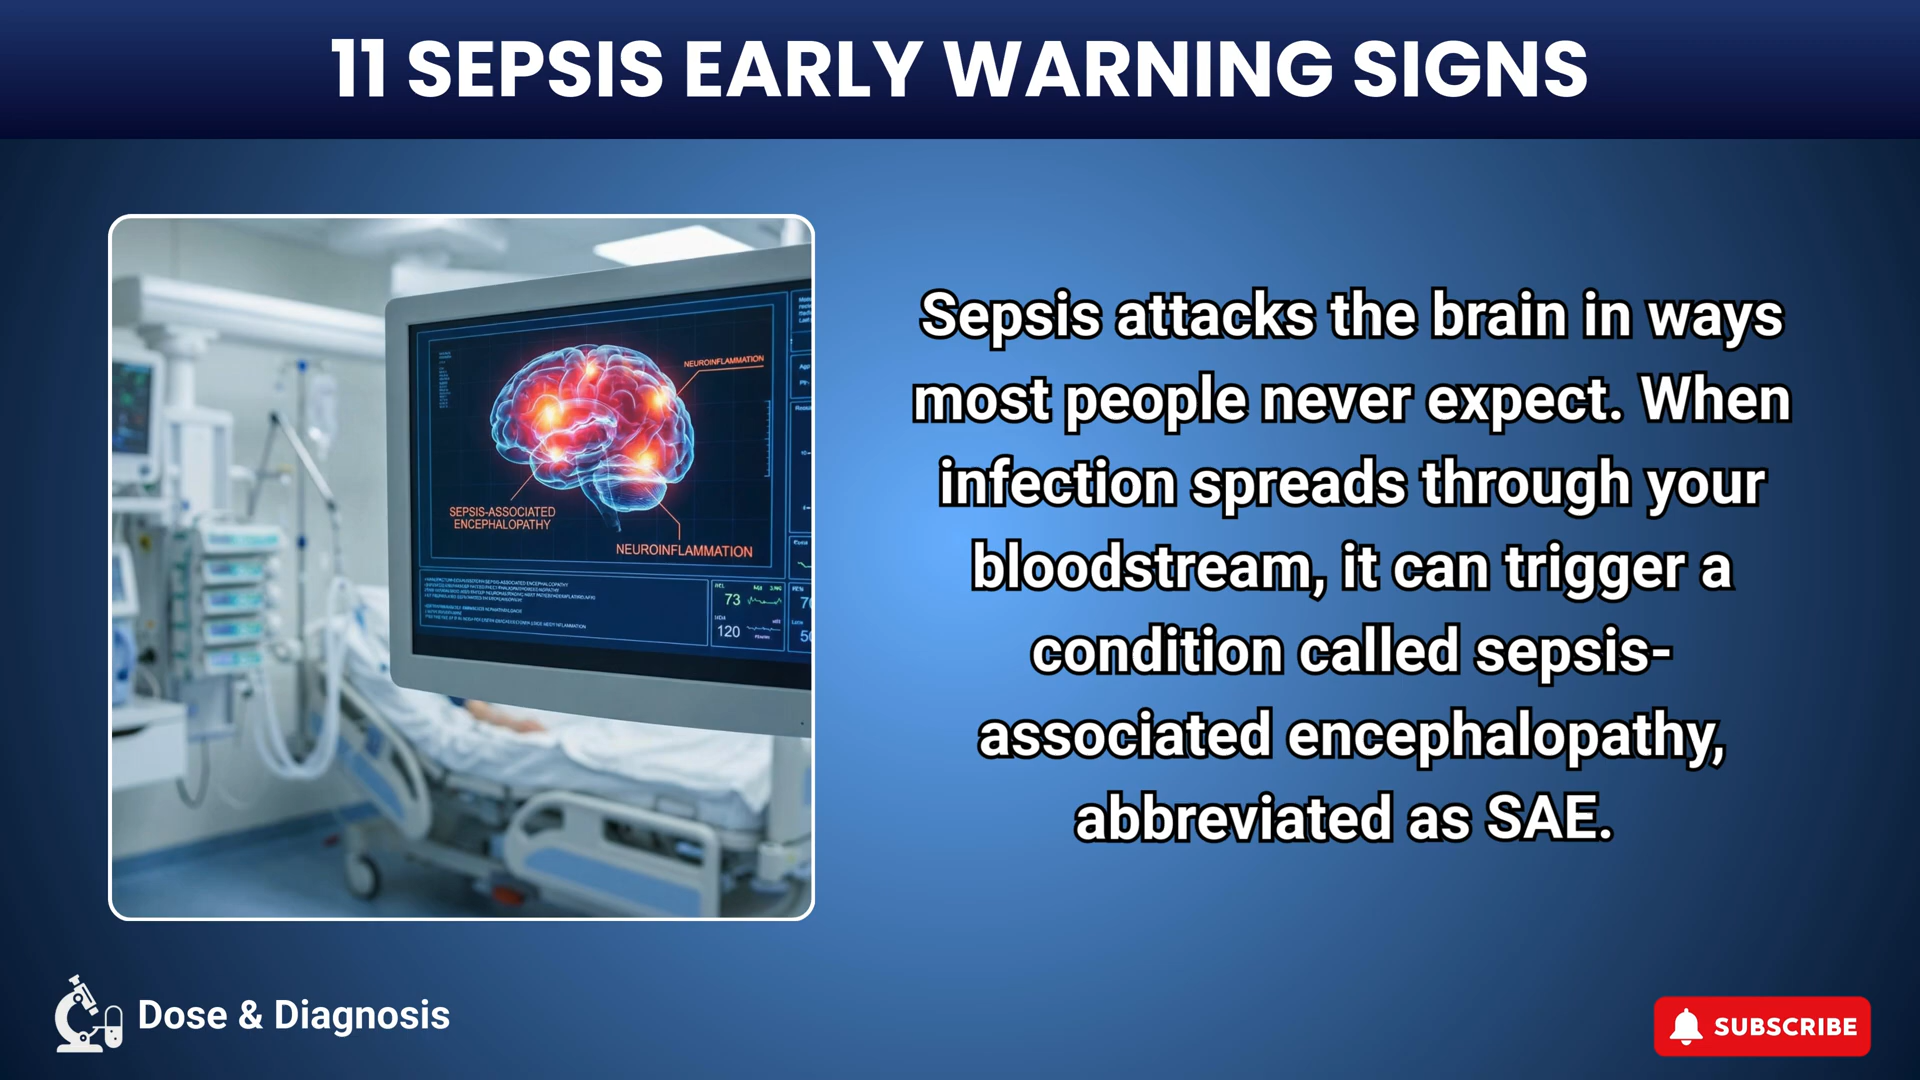 11 SEPSIS EARLY WARNING SIGNS
NEUROINFLAMMATION
SEPSIS-ASSOCIATED
ENCEPHALOPATHY
NEUROINFLAMMATION
73
120
Sepsis attacks the brain in ways
most people never expect. When
infection spreads through your
bloodstream, it can trigger a
condition called sepsis-
associated encephalopathy,
abbreviated as SAE.
Dose & Diagnosis
SUBSCRIBE